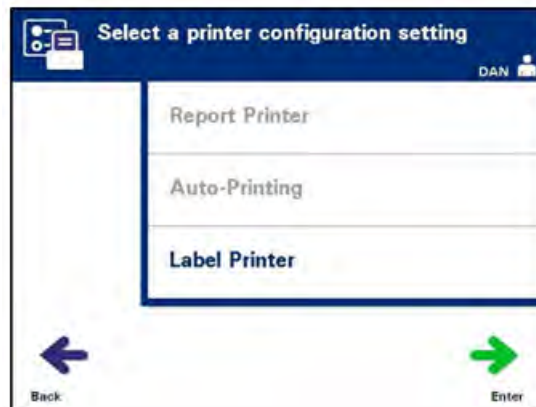 Select a printer configuration setting
DAN
Report Printer
Auto-Printing
Label Printer
Back
Enter